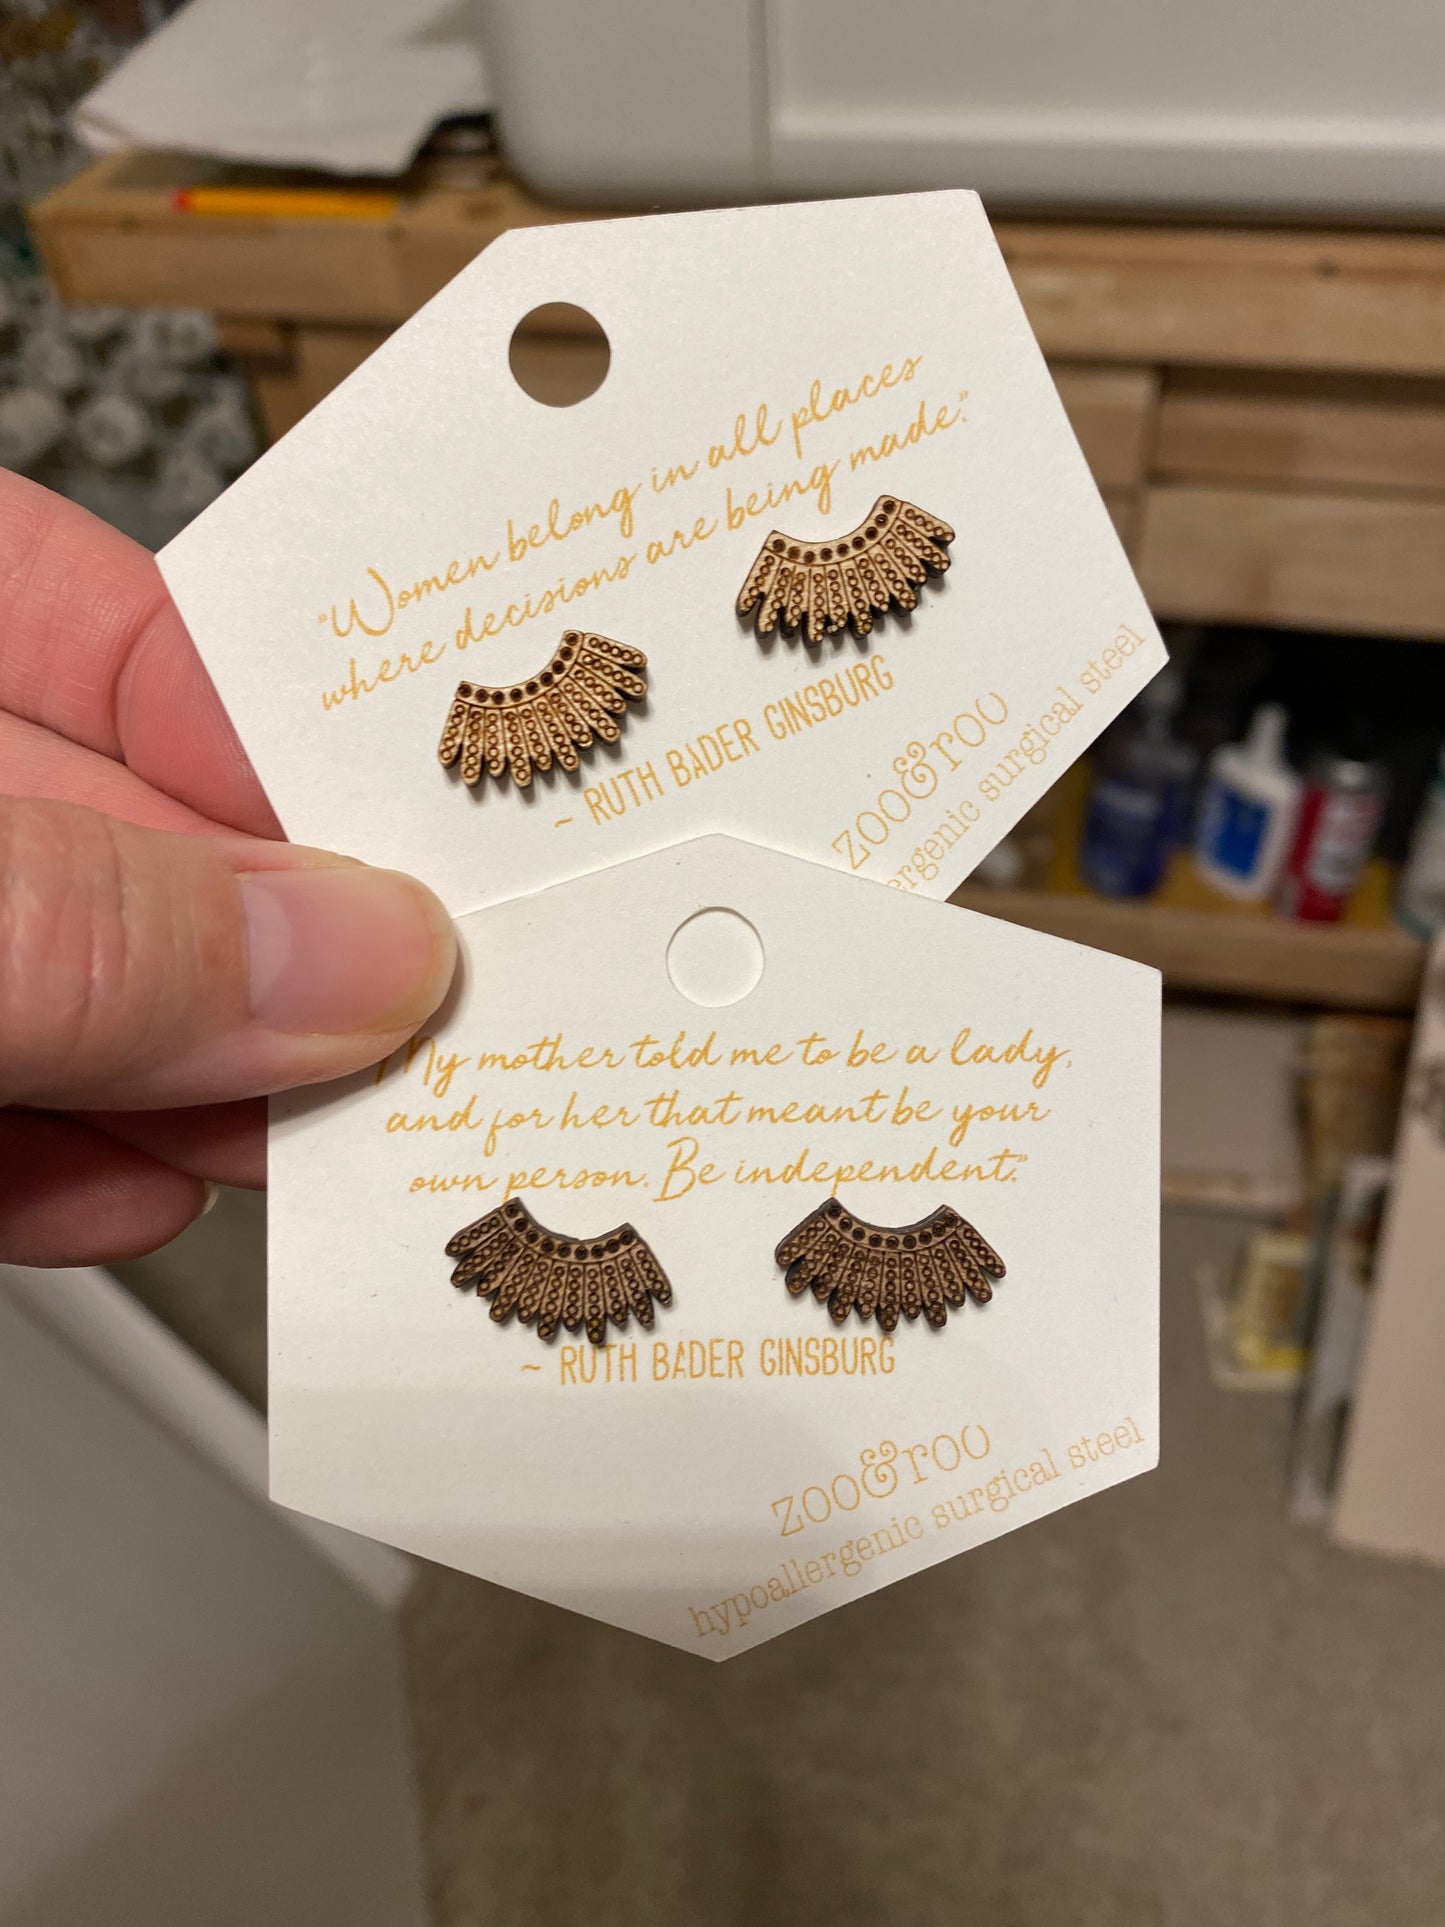 "Women belong in all places
where decisions are being made."
~ RUTH BADER GINSBURG
zoo&roo
ergenic surgical steel
My mother told me to be a lady,
and for her that meant be your
own person. Be independent."
~ RUTH BADER GINSBURG
zoo&roo
hypoallergenic surgical steel